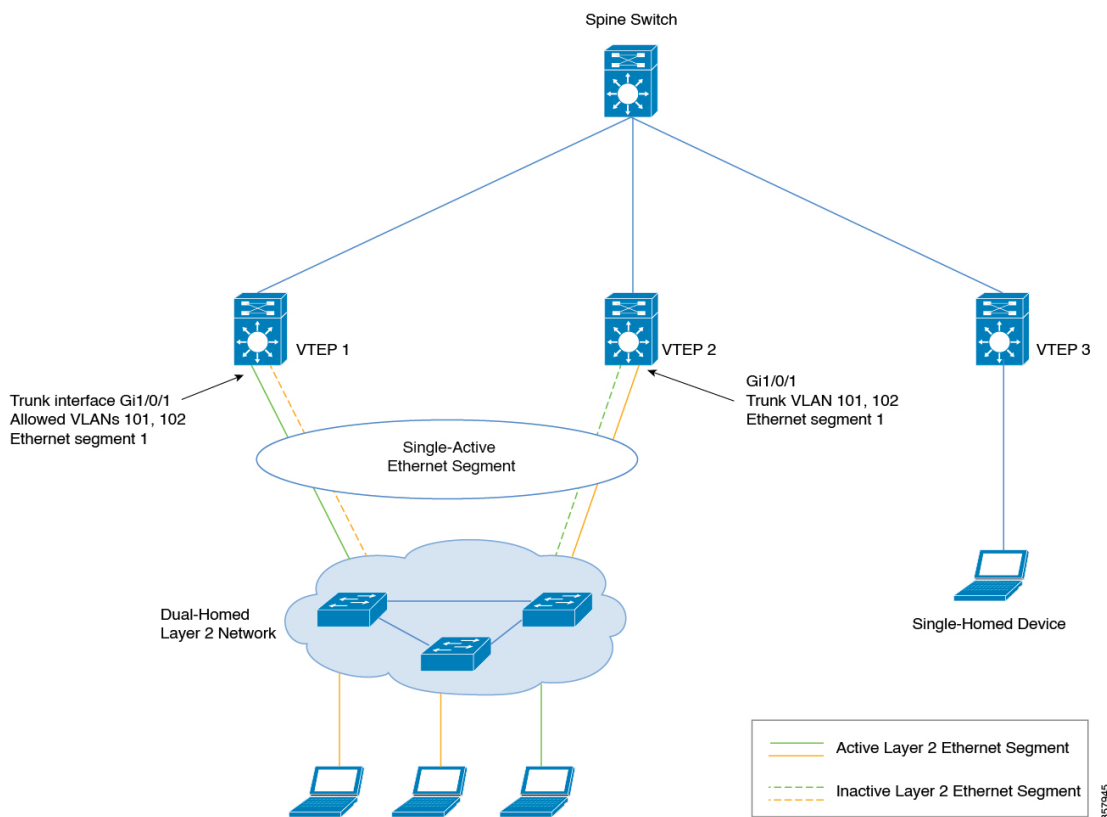 Spine Switch
VTEP 1
VTEP 2
VTEP 3
Trunk interface Gi1/0/1
Allowed VLANs 101, 102
Ethernet segment 1
Gi1/0/1
Trunk VLAN 101, 102
Ethernet segment 1
Single-Active
Ethernet Segment
Dual-Homed
Layer 2 Network
Single-Homed Device
Active Layer 2 Ethernet Segment
Inactive Layer 2 Ethernet Segment
357945